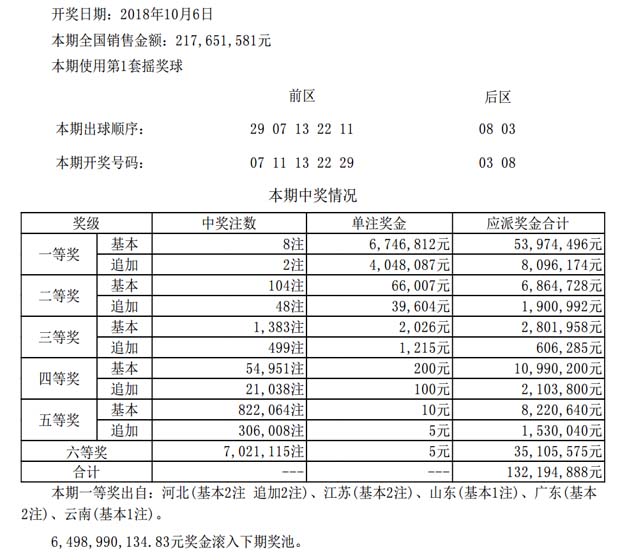 开奖日期: 2018年10月6日
本期全国销售金额: 217,651,581元
本期使用第1套摇奖球
前区 后区
本期出球顺序: 29 07 13 22 11 08 03
本期开奖号码: 07 11 13 22 29 03 08
本期中奖情况
奖级 中奖注数 单注奖金 应派奖金合计
一等奖 基本 8注 6,746,812元 53,974,496元
追加 2注 4,048,087元 8,096,174元
二等奖 基本 104注 66,007元 6,864,728元
追加 48注 39,604元 1,900,992元
三等奖 基本 1,383注 2,026元 2,801,958元
追加 499注 1,215元 606,285元
四等奖 基本 54,951注 200元 10,990,200元
追加 21,038注 100元 2,103,800元
五等奖 基本 822,064注 10元 8,220,640元
追加 306,008注 5元 1,530,040元
六等奖 7,021,115注 5元 35,105,575元
合计 --- --- 132,194,888元
本期一等奖出自: 河北(基本2注 追加2注)、江苏(基本2注)、山东(基本1注)、广东(基本
2注)、云南(基本1注)。
6,498,990,134.83元奖金滚入下期奖池。